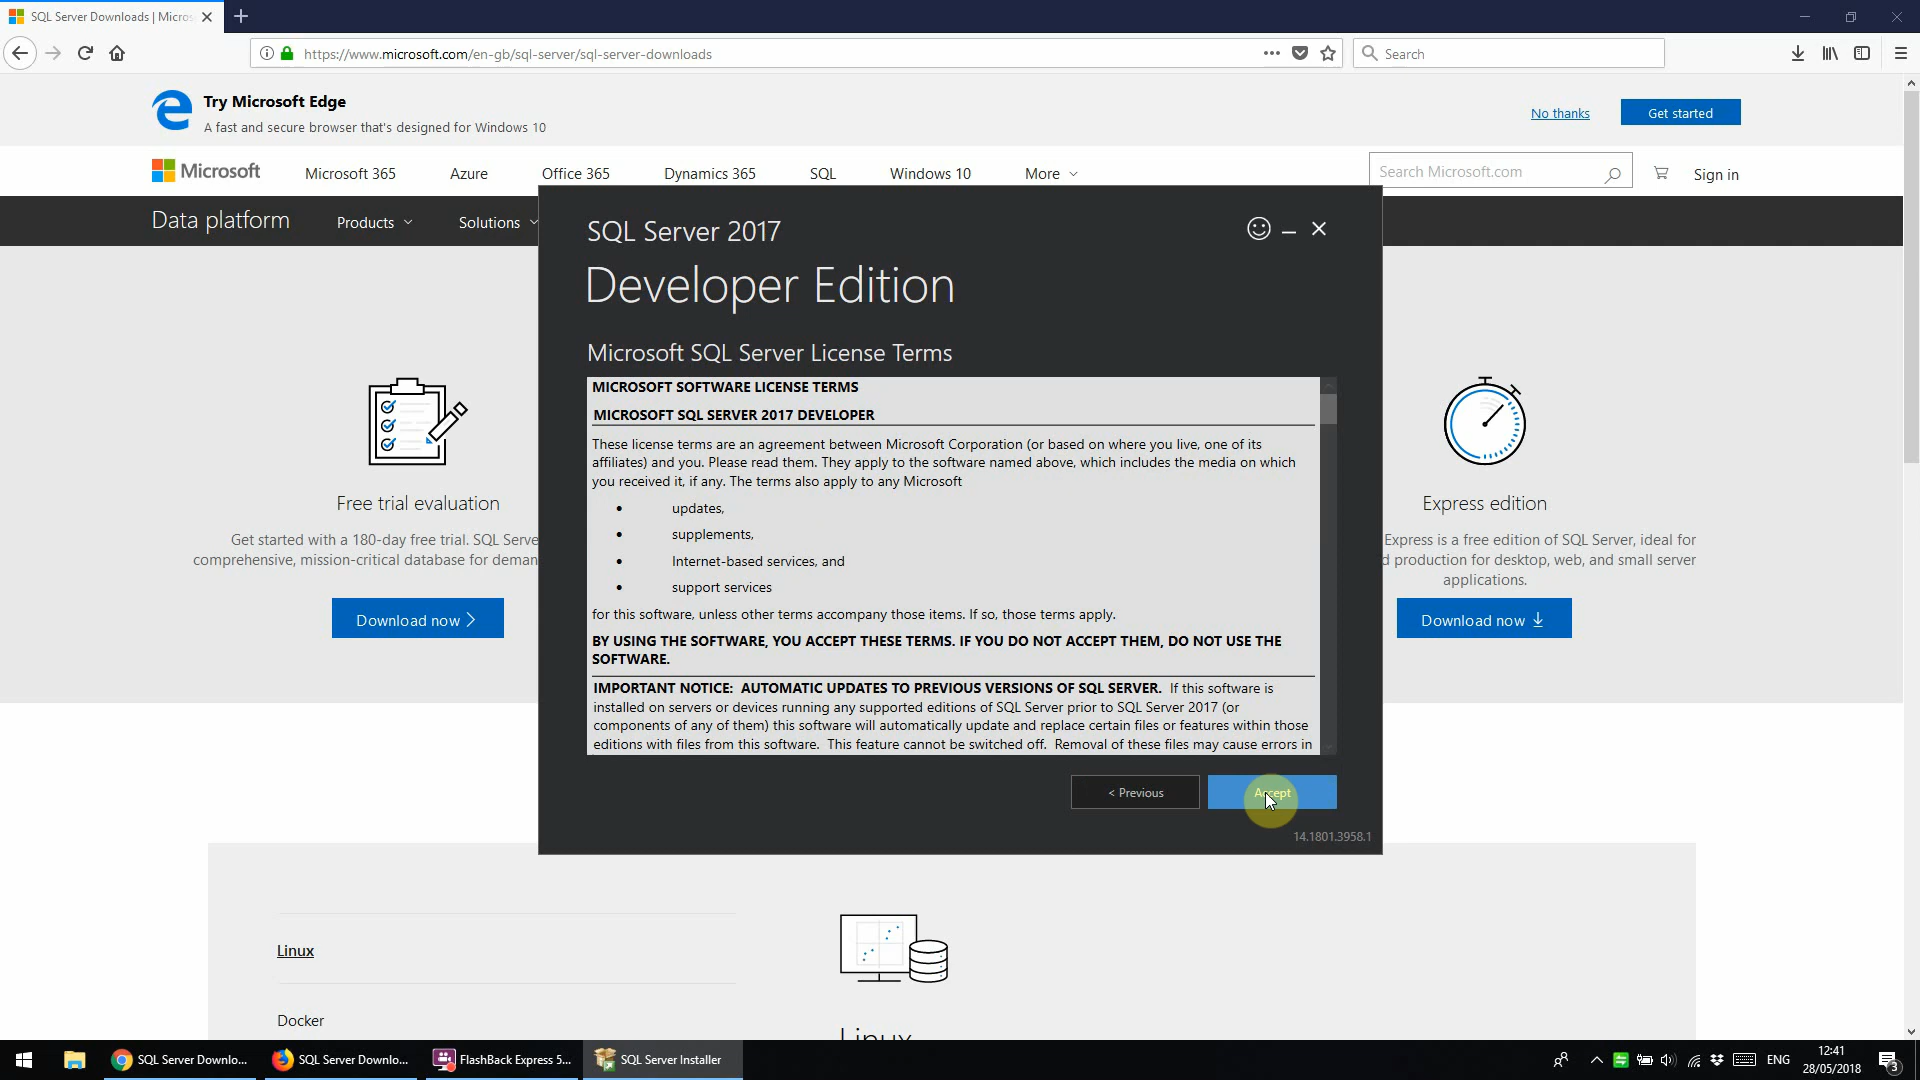 SQL Server Downloads | Micros
https://www.microsoft.com/en-gb/sql-server/sql-server-downloads
Search
Try Microsoft Edge
A fast and secure browser that's designed for Windows 10
No thanks
Get started
Microsoft
Microsoft 365
Azure
Office 365
Dynamics 365
SQL
Windows 10
More
Search Microsoft.com
Sign in
Data platform
Products
Solutions
SQL Server 2017
Developer Edition
Microsoft SQL Server License Terms
MICROSOFT SOFTWARE LICENSE TERMS
MICROSOFT SQL SERVER 2017 DEVELOPER
These license terms are an agreement between Microsoft Corporation (or based on where you live, one of its
affiliates) and you. Please read them. They apply to the software named above, which includes the media on which
you received it, if any. The terms also apply to any Microsoft
• updates,
• supplements,
• Internet-based services, and
• support services
for this software, unless other terms accompany those items. If so, those terms apply.
BY USING THE SOFTWARE, YOU ACCEPT THESE TERMS. IF YOU DO NOT ACCEPT THEM, DO NOT USE THE
SOFTWARE.
IMPORTANT NOTICE: AUTOMATIC UPDATES TO PREVIOUS VERSIONS OF SQL SERVER. If this software is
installed on servers or devices running any supported editions of SQL Server prior to SQL Server 2017 (or
components of any of them) this software will automatically update and replace certain files or features within those
editions with files from this software. This feature cannot be switched off. Removal of these files may cause errors in
< Previous
Accept
14.1801.3958.1
Free trial evaluation
Get started with a 180-day free trial. SQL Serve
comprehensive, mission-critical database for deman
Download now
Express edition
Express is a free edition of SQL Server, ideal for
d production for desktop, web, and small server
applications.
Download now
Linux
Docker
Linux
SQL Server Downlo...
SQL Server Downlo...
FlashBack Express 5...
SQL Server Installer
ENG
12:41
28/05/2018
3